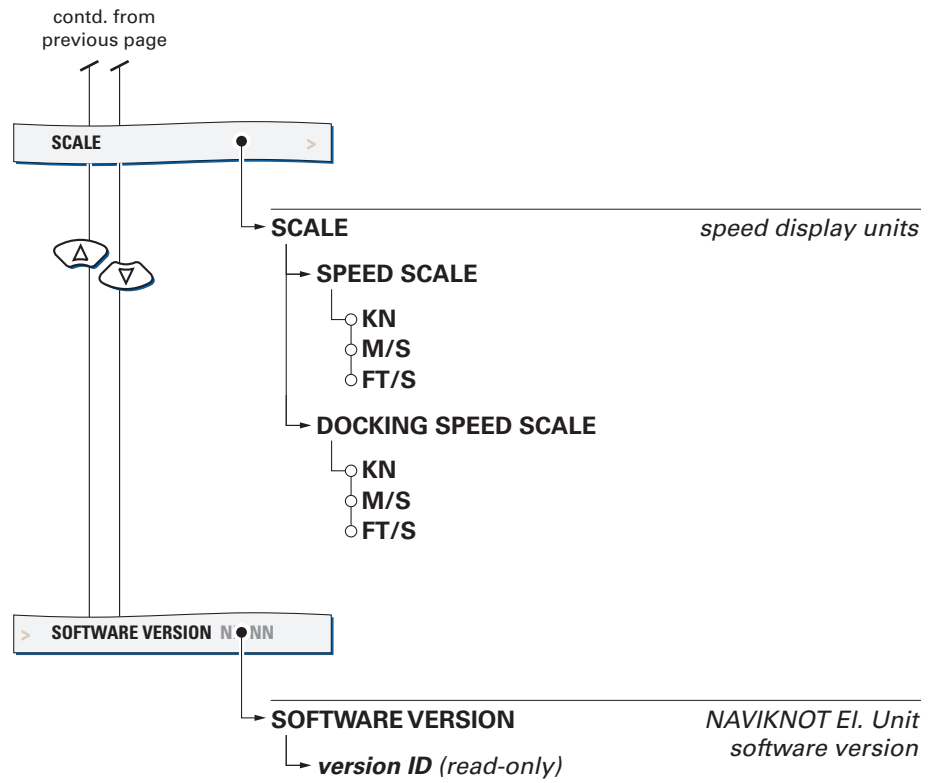 contd. from
previous page
SCALE >
SCALE speed display units
SPEED SCALE
KN
M/S
FT/S
DOCKING SPEED SCALE
KN
M/S
FT/S
> SOFTWARE VERSION NNN
SOFTWARE VERSION NAVIKNOT EI. Unit
software version
version ID (read-only)